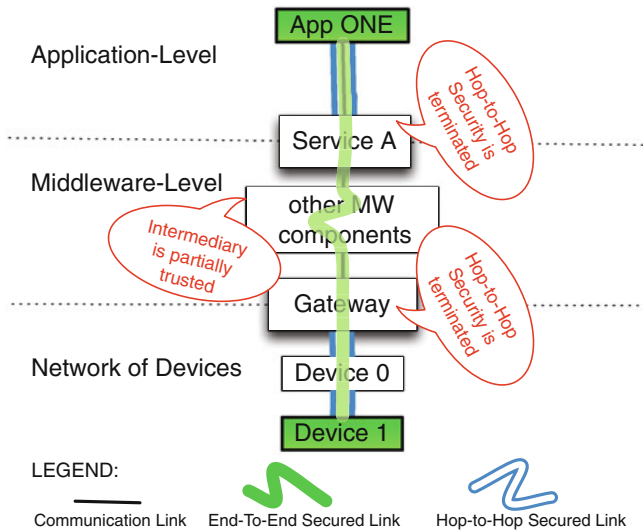 App ONE
Application-Level
Hop-to-Hop
Security is
terminated
Service A
Middleware-Level
other MW
components
Intermediary
is partially
trusted
Hop-to-Hop
Security is
terminated
Gateway
Network of Devices
Device 0
Device 1
LEGEND:
Communication Link
End-To-End Secured Link
Hop-to-Hop Secured Link